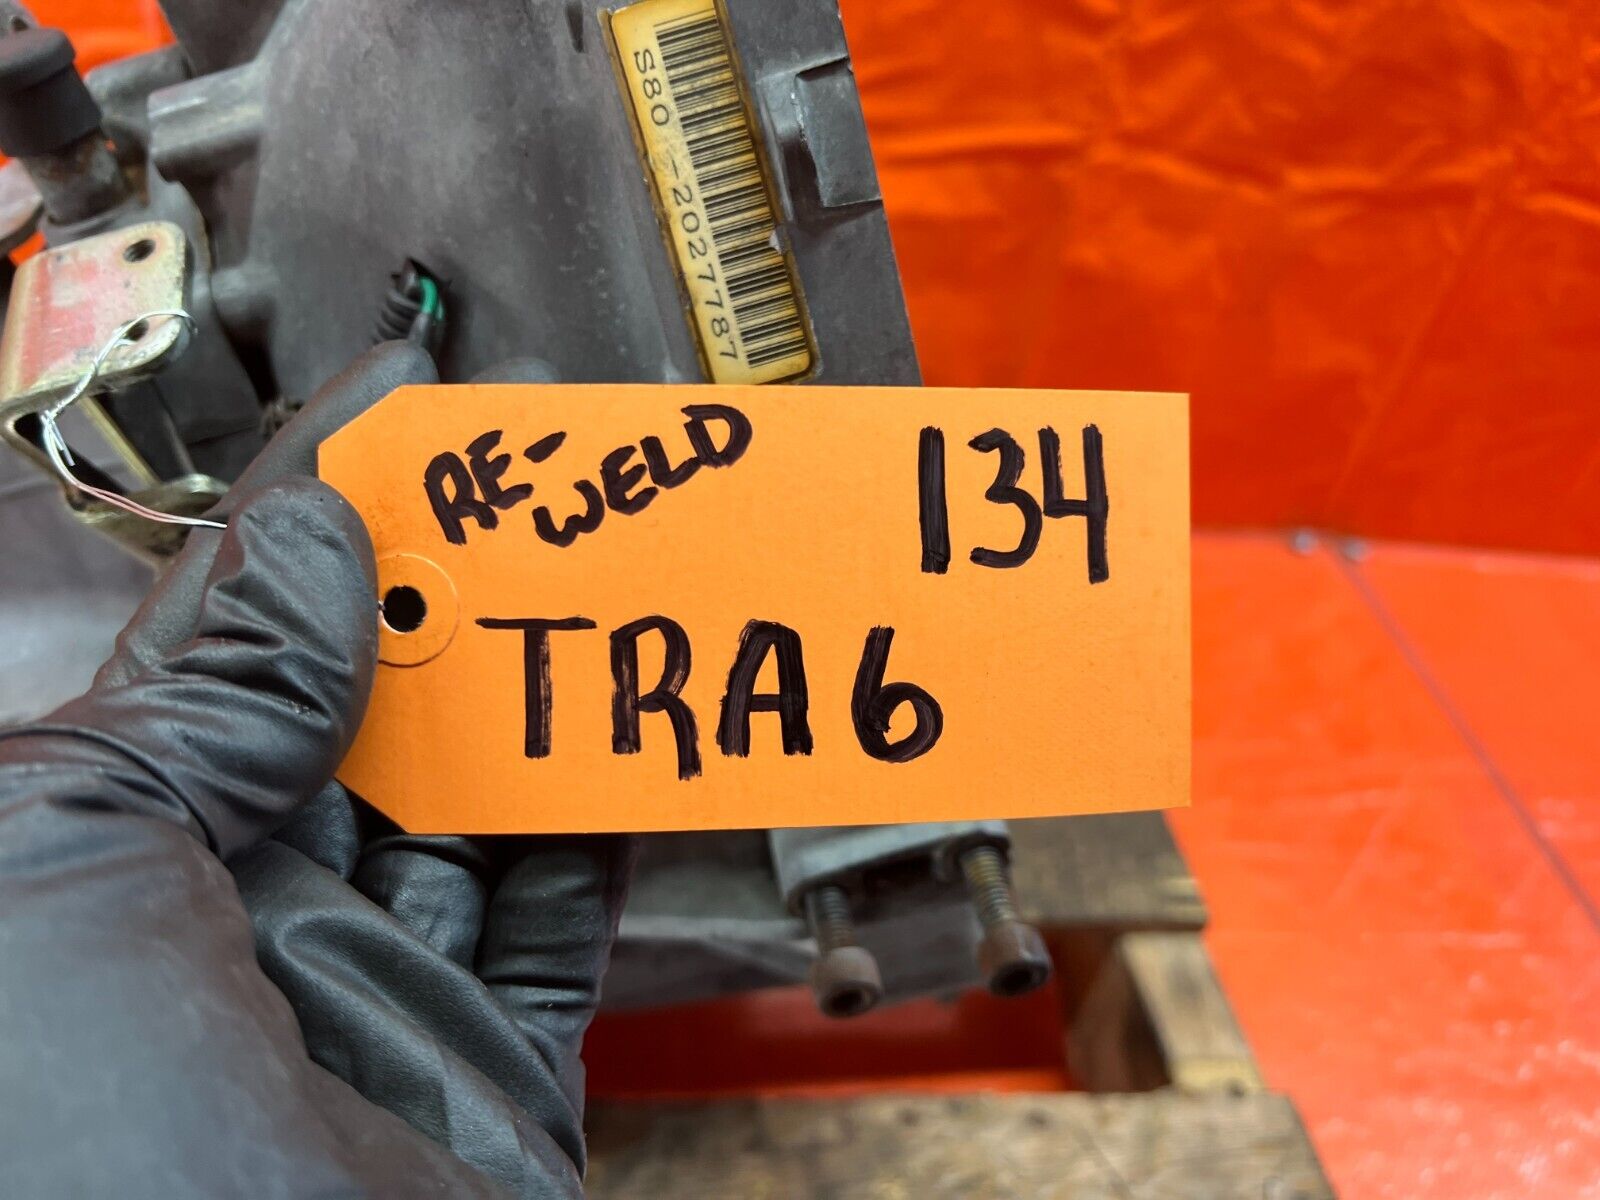 S80-2027787
RE-
WELD
134
TRA6